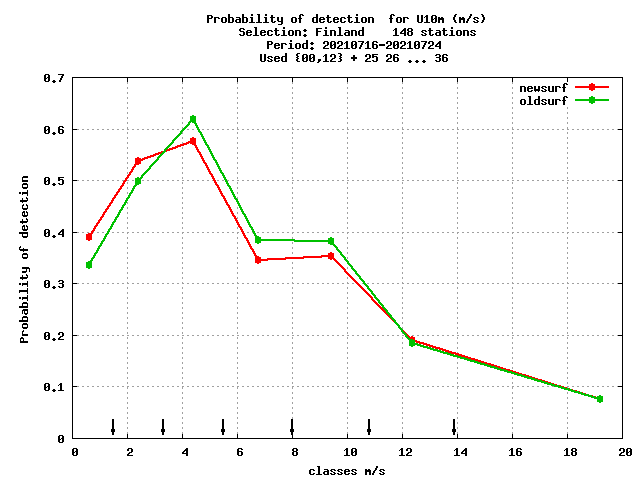 Probability of detection  for U10m (m/s)
Selection: Finland    148 stations
Period: 20210716-20210724
Used {00,12} + 25 26 ... 36
newsurf
oldsurf
Probability of detection
0.7
0.6
0.5
0.4
0.3
0.2
0.1
0
0 2 4 6 8 10 12 14 16 18 20
classes m/s